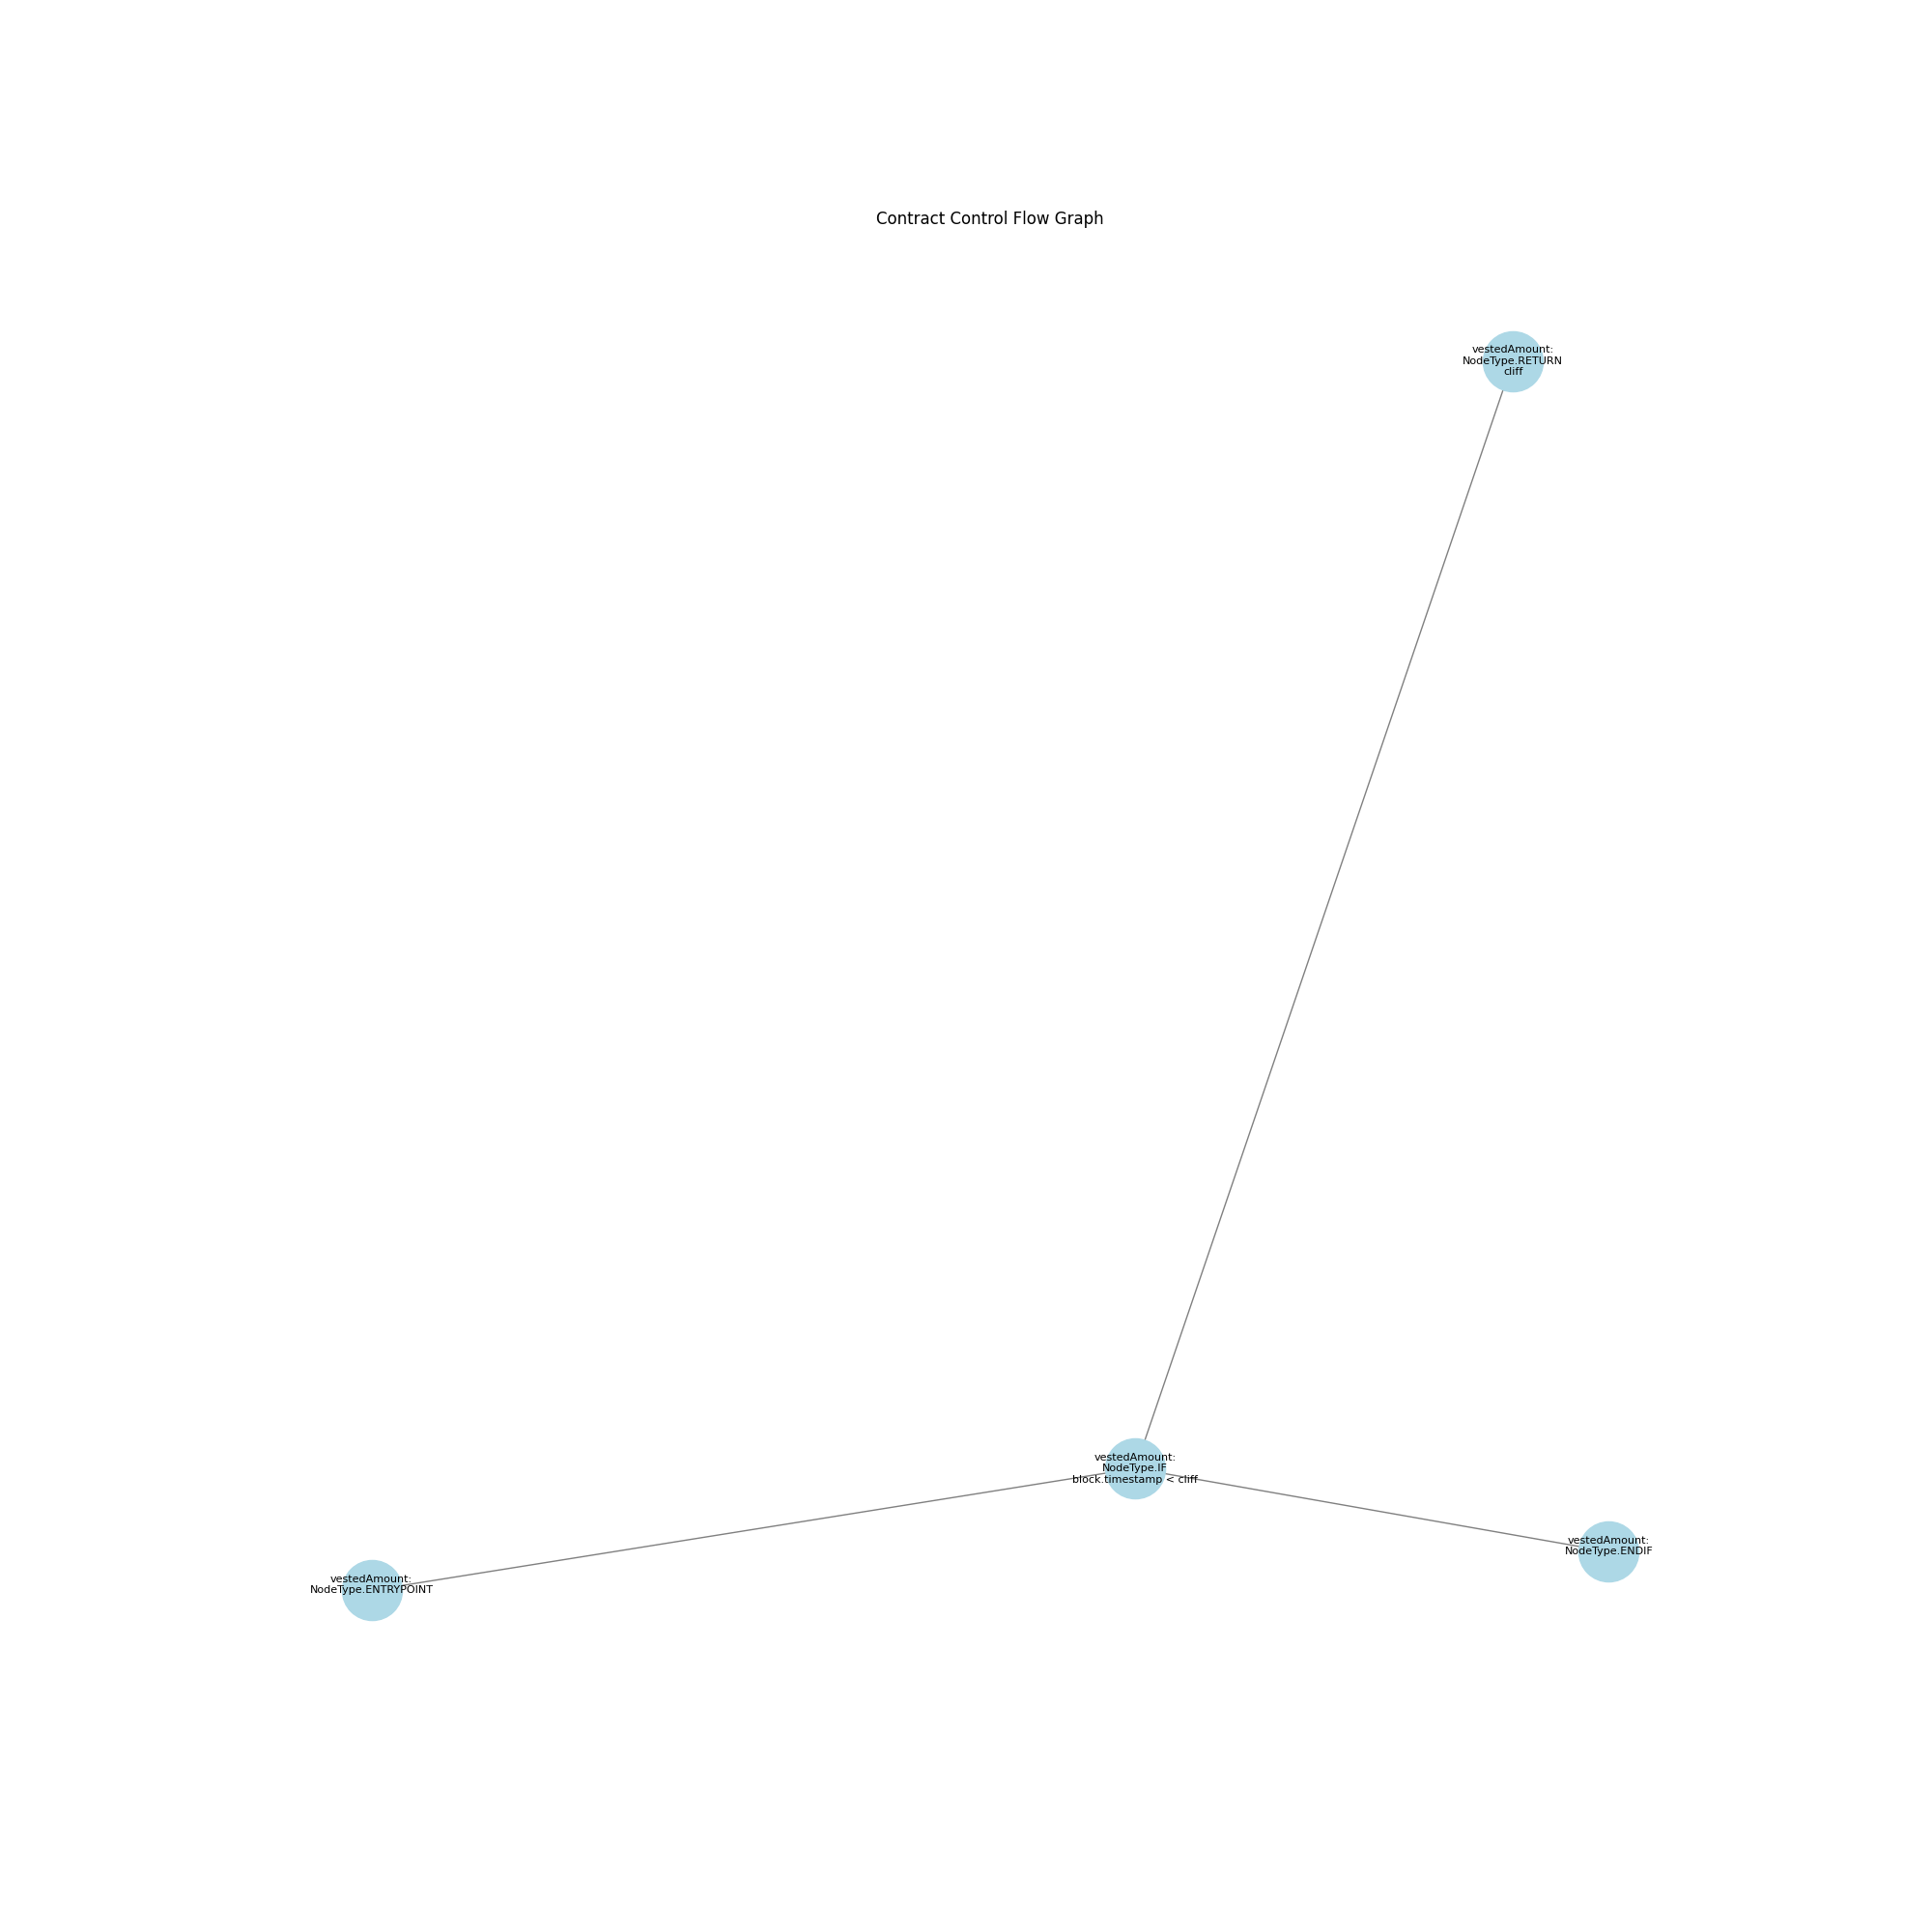 Contract Control Flow Graph
vestedAmount:
NodeType.RETURN
cliff
vestedAmount:
NodeType.IF
block.timestamp < cliff
vestedAmount:
NodeType.ENDIF
vestedAmount:
NodeType.ENTRYPOINT